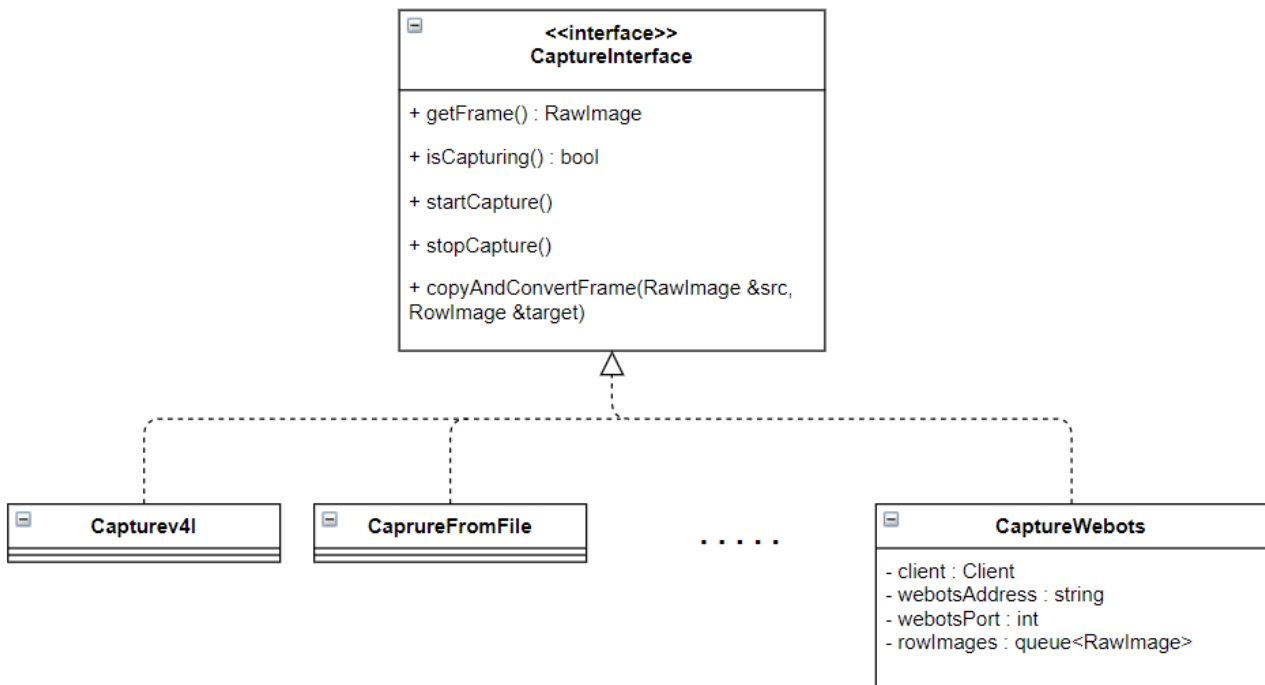 <<interface>>
CaptureInterface
+ getFrame() : RawImage
+ isCapturing() : bool
+ startCapture()
+ stopCapture()
+ copyAndConvertFrame(RawImage &src,
RowImage &target)
Capturev4l
CaprureFromFile
. . . . .
CaptureWebots
- client : Client
- webotsAddress : string
- webotsPort : int
- rowImages : queue<RawImage>